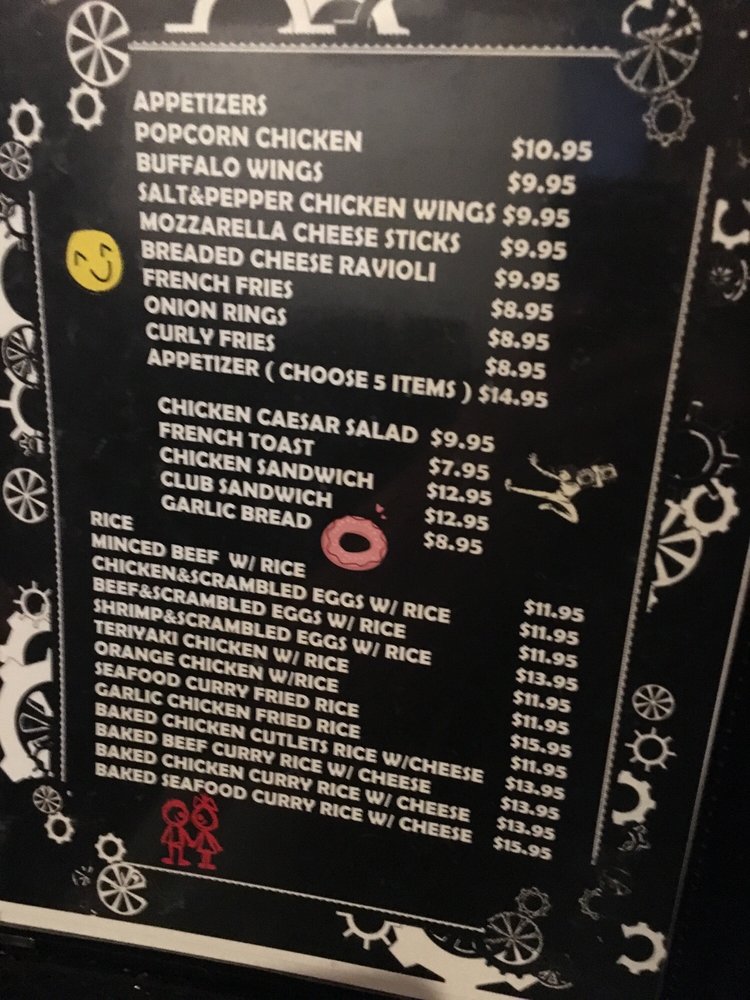 APPETIZERS
POPCORN CHICKEN $10.95
BUFFALO WINGS $9.95
SALT&PEPPER CHICKEN WINGS $9.95
MOZZARELLA CHEESE STICKS $9.95
BREADED CHEESE RAVIOLI $9.95
FRENCH FRIES $8.95
ONION RINGS $8.95
CURLY FRIES $8.95
APPETIZER ( CHOOSE 5 ITEMS ) $14.95
CHICKEN CAESAR SALAD $9.95
FRENCH TOAST $7.95
CHICKEN SANDWICH $12.95
CLUB SANDWICH $12.95
GARLIC BREAD $8.95
RICE
MINCED BEEF W/ RICE $11.95
CHICKEN&SCRAMBLED EGGS W/ RICE $11.95
BEEF&SCRAMBLED EGGS W/ RICE $11.95
SHRIMP&SCRAMBLED EGGS W/ RICE $13.95
TERIYAKI CHICKEN W/ RICE $11.95
ORANGE CHICKEN W/RICE $11.95
SEAFOOD CURRY FRIED RICE $15.95
GARLIC CHICKEN FRIED RICE $11.95
BAKED CHICKEN CUTLETS RICE W/CHEESE $13.95
BAKED BEEF CURRY RICE W/ CHEESE $13.95
BAKED CHICKEN CURRY RICE W/ CHEESE $13.95
BAKED SEAFOOD CURRY RICE W/ CHEESE $15.95